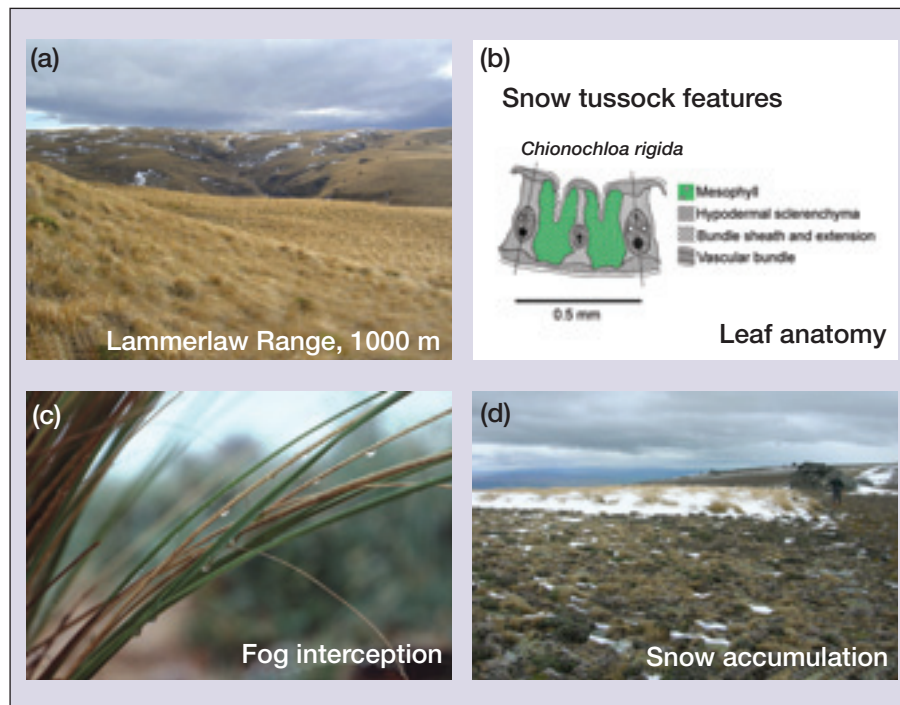 (a)
Lammerlaw Range, 1000 m
(b)
Snow tussock features
Chionochloa rigida
Mesophyll
Hypodermal sclerenchyma
Bundle sheath and extension
Vascular bundle
0.5 mm
Leaf anatomy
(c)
Fog interception
(d)
Snow accumulation